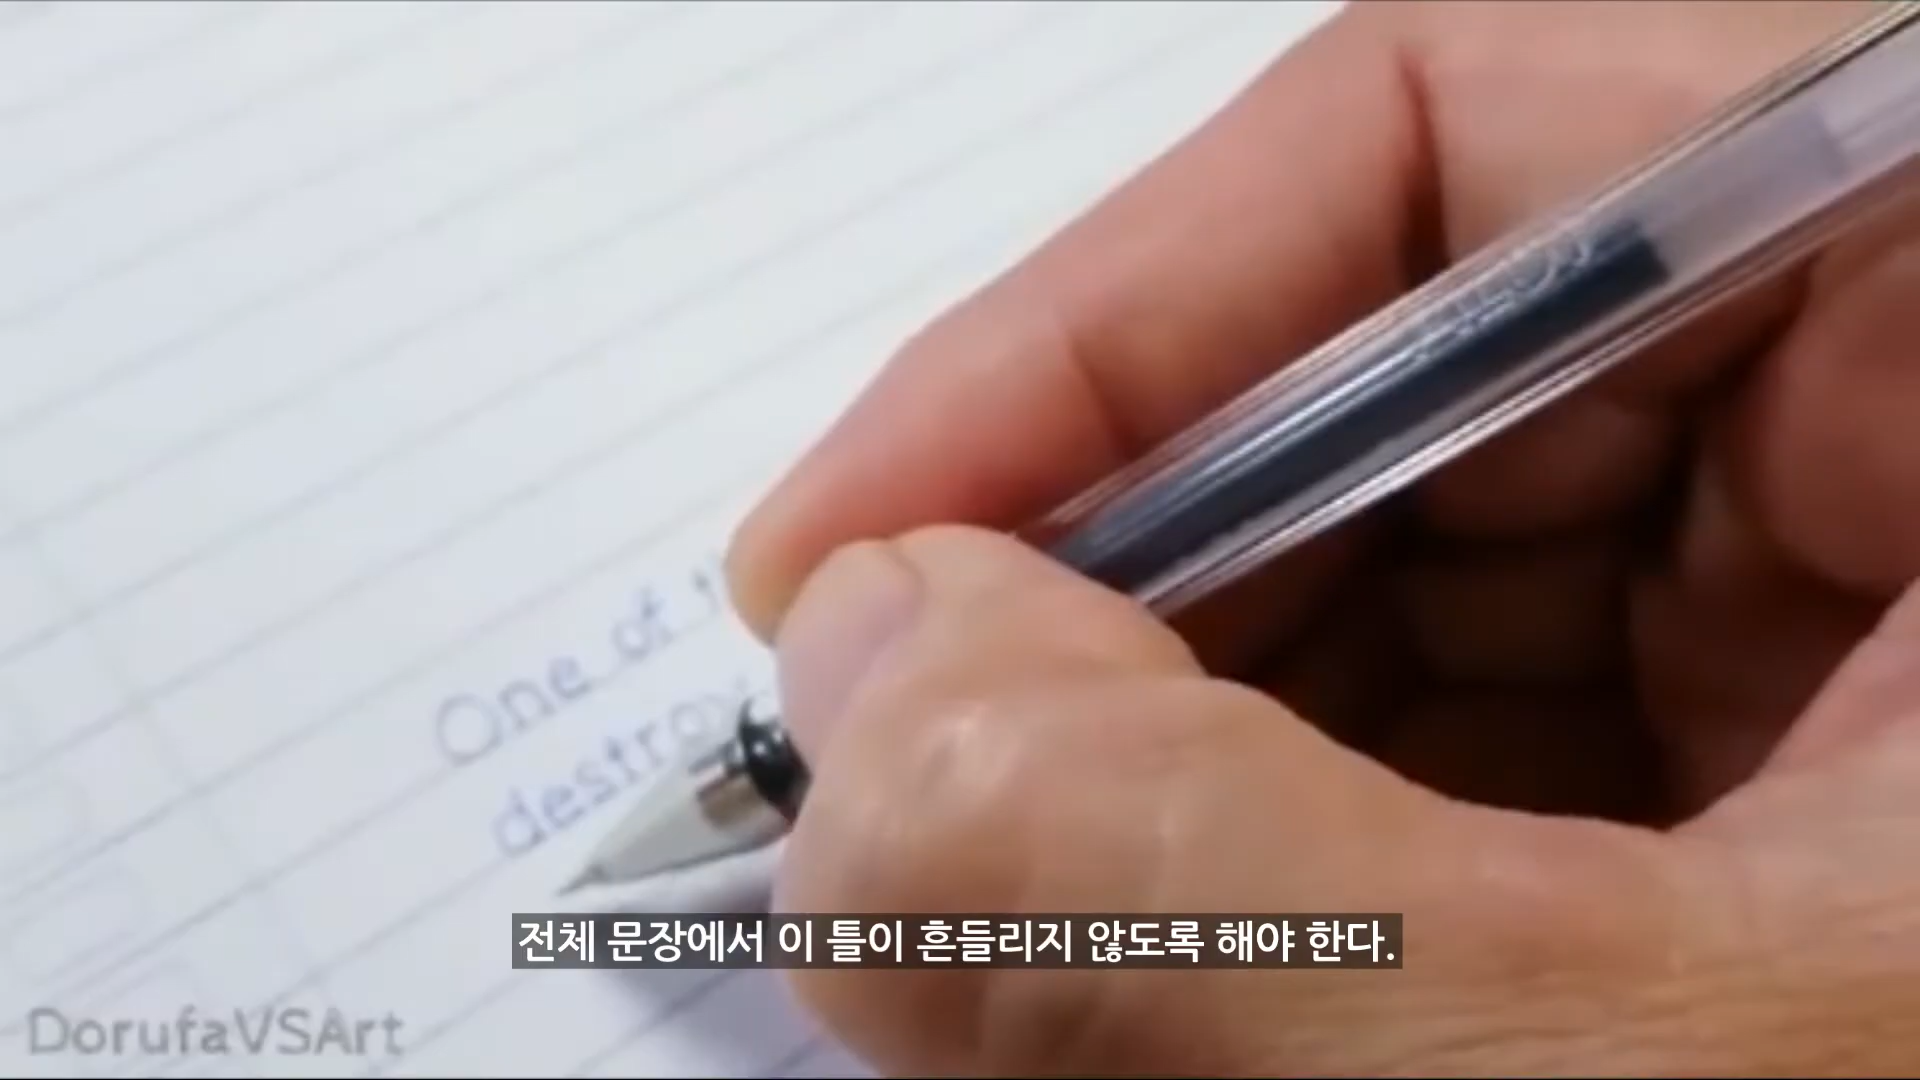 One of
destroy
전체 문장에서 이 틀이 흔들리지 않도록 해야 한다.
DorufaVSArt